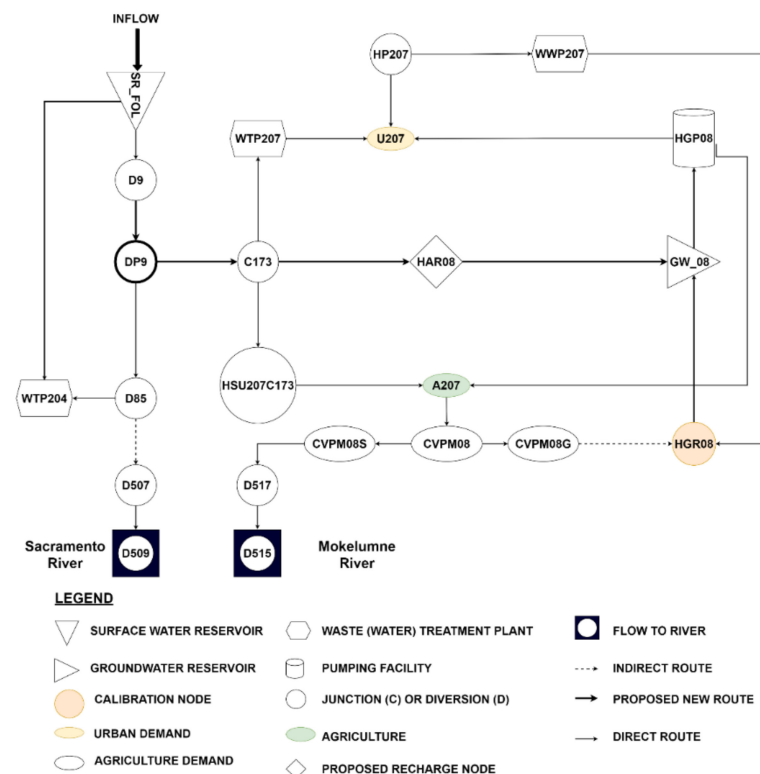 INFLOW
SR_FOL
HP207
WWP207
WTP207
U207
HGP08
D9
DP9
C173
HAR08
GW_08
HSU207C173
A207
WTP204
D85
CVPM08S
CVPM08
CVPM08G
HGR08
D507
D517
Sacramento
River
D509
D515
Mokelumne
River
LEGEND
SURFACE WATER RESERVOIR
WASTE (WATER) TREATMENT PLANT
FLOW TO RIVER
GROUNDWATER RESERVOIR
PUMPING FACILITY
INDIRECT ROUTE
CALIBRATION NODE
JUNCTION (C) OR DIVERSION (D)
PROPOSED NEW ROUTE
URBAN DEMAND
AGRICULTURE
DIRECT ROUTE
AGRICULTURE DEMAND
PROPOSED RECHARGE NODE